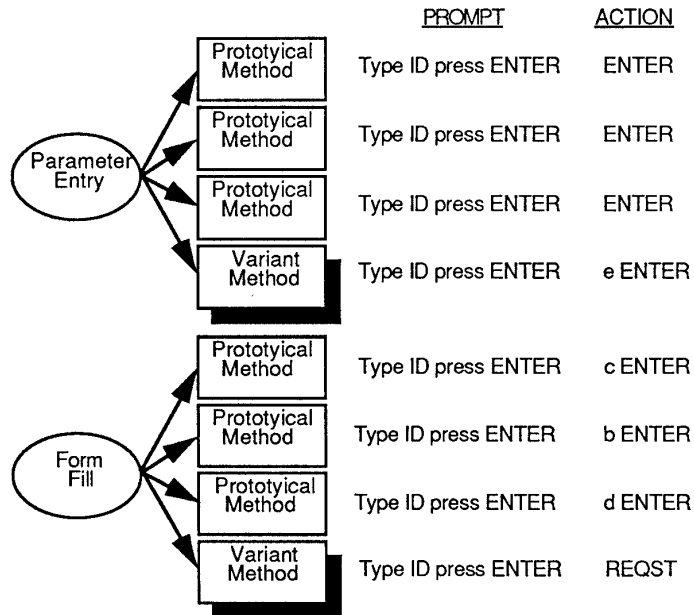 PROMPT ACTION
Prototyical
Method
Type ID press ENTER ENTER
Prototyical
Method
Type ID press ENTER ENTER
Parameter
Entry
Prototyical
Method
Type ID press ENTER ENTER
Variant
Method
Type ID press ENTER e ENTER
Prototyical
Method
Type ID press ENTER c ENTER
Prototyical
Method
Type ID press ENTER b ENTER
Form
Fill
Prototyical
Method
Type ID press ENTER d ENTER
Variant
Method
Type ID press ENTER REQST